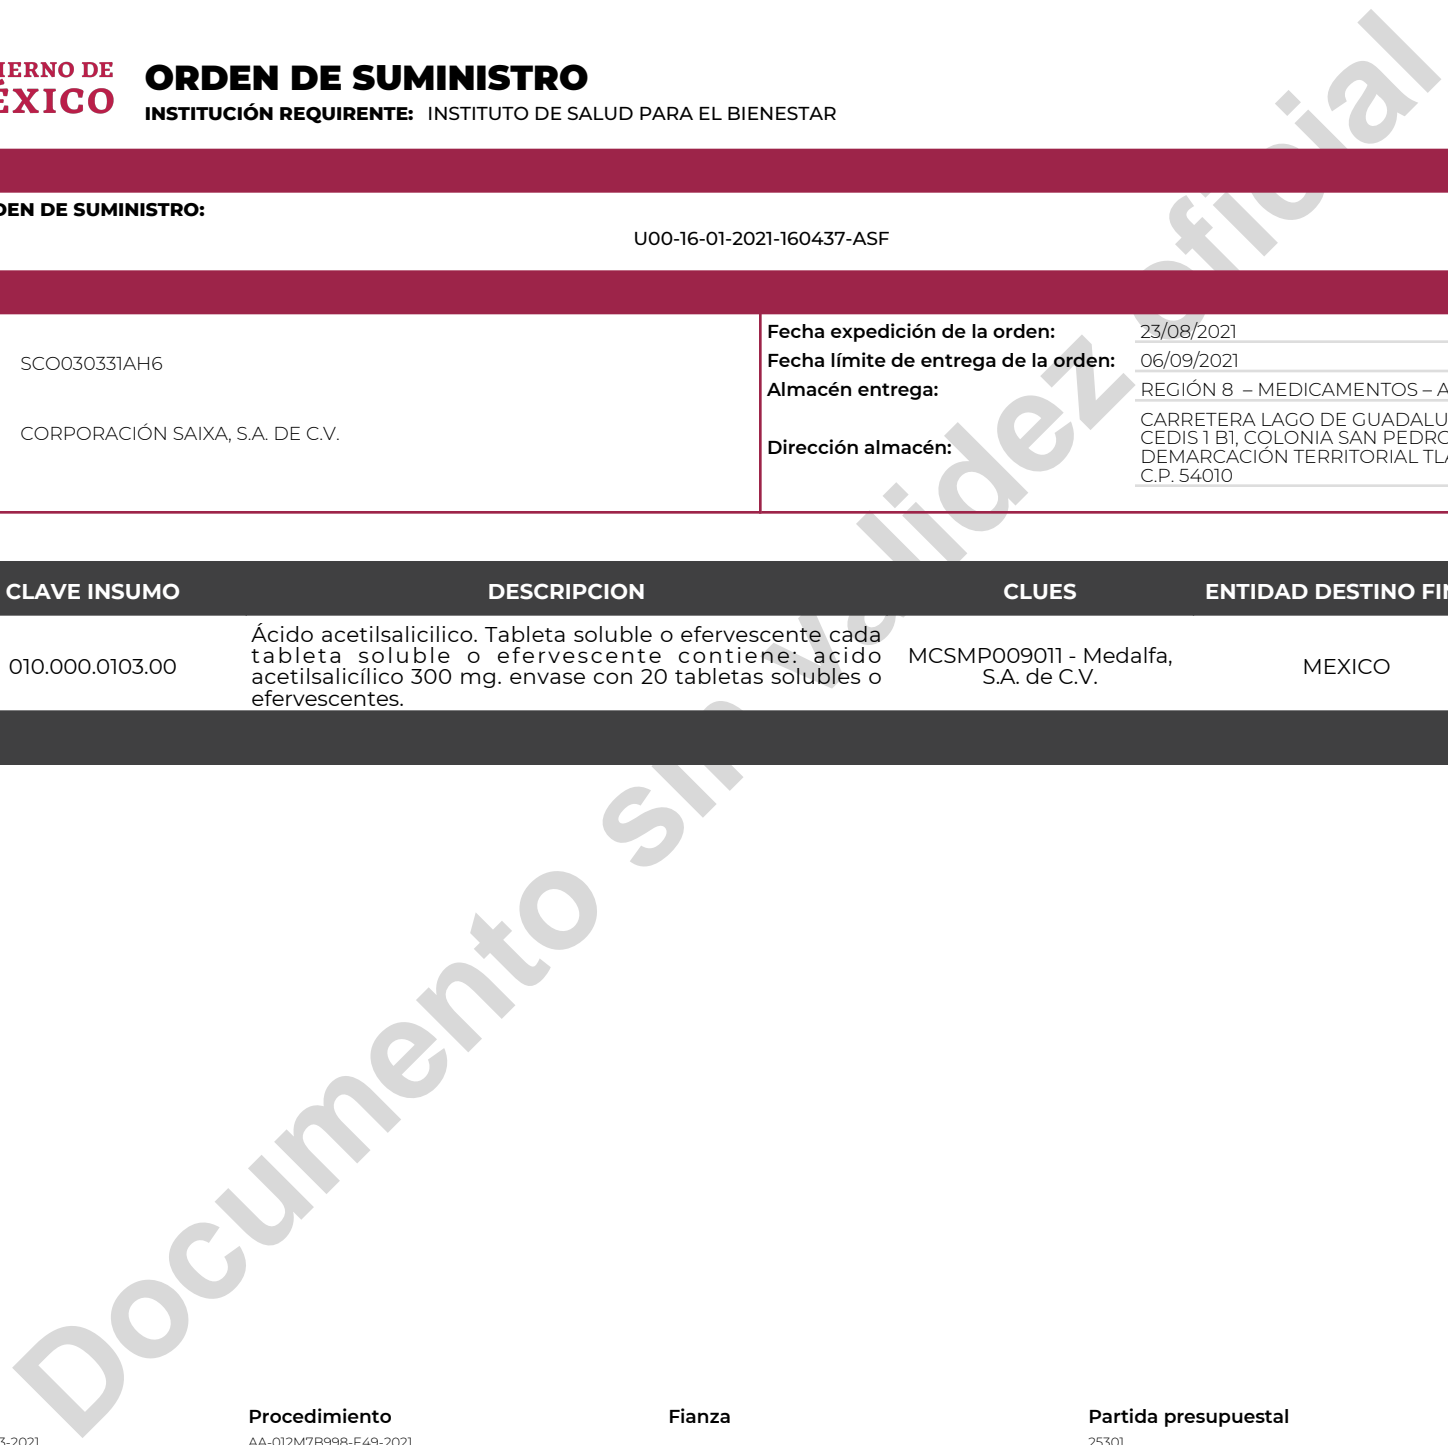 IERNO DE
ÉXICO
ORDEN DE SUMINISTRO
INSTITUCIÓN REQUIRENTE: INSTITUTO DE SALUD PARA EL BIENESTAR
DEN DE SUMINISTRO:
U00-16-01-2021-160437-ASF
SCO030331AH6
CORPORACIÓN SAIXA, S.A. DE C.V.
Fecha expedición de la orden: 23/08/2021
Fecha límite de entrega de la orden: 06/09/2021
Almacén entrega: REGIÓN 8 – MEDICAMENTOS – A
Dirección almacén:
CARRETERA LAGO DE GUADALU
CEDIS 1 B1, COLONIA SAN PEDRO
DEMARCACIÓN TERRITORIAL TLA
C.P. 54010
CLAVE INSUMO DESCRIPCION CLUES ENTIDAD DESTINO FIN
010.000.0103.00
Ácido acetilsalicilico. Tableta soluble o efervescente cada
tableta soluble o efervescente contiene: acido
acetilsalicílico 300 mg. envase con 20 tabletas solubles o
efervescentes.
MCSMP009011 - Medalfa,
S.A. de C.V.
MEXICO
Documento sin validez oficial
Procedimiento Fianza Partida presupuestal
3-2021 AA-012M7B998-E49-2021 25301